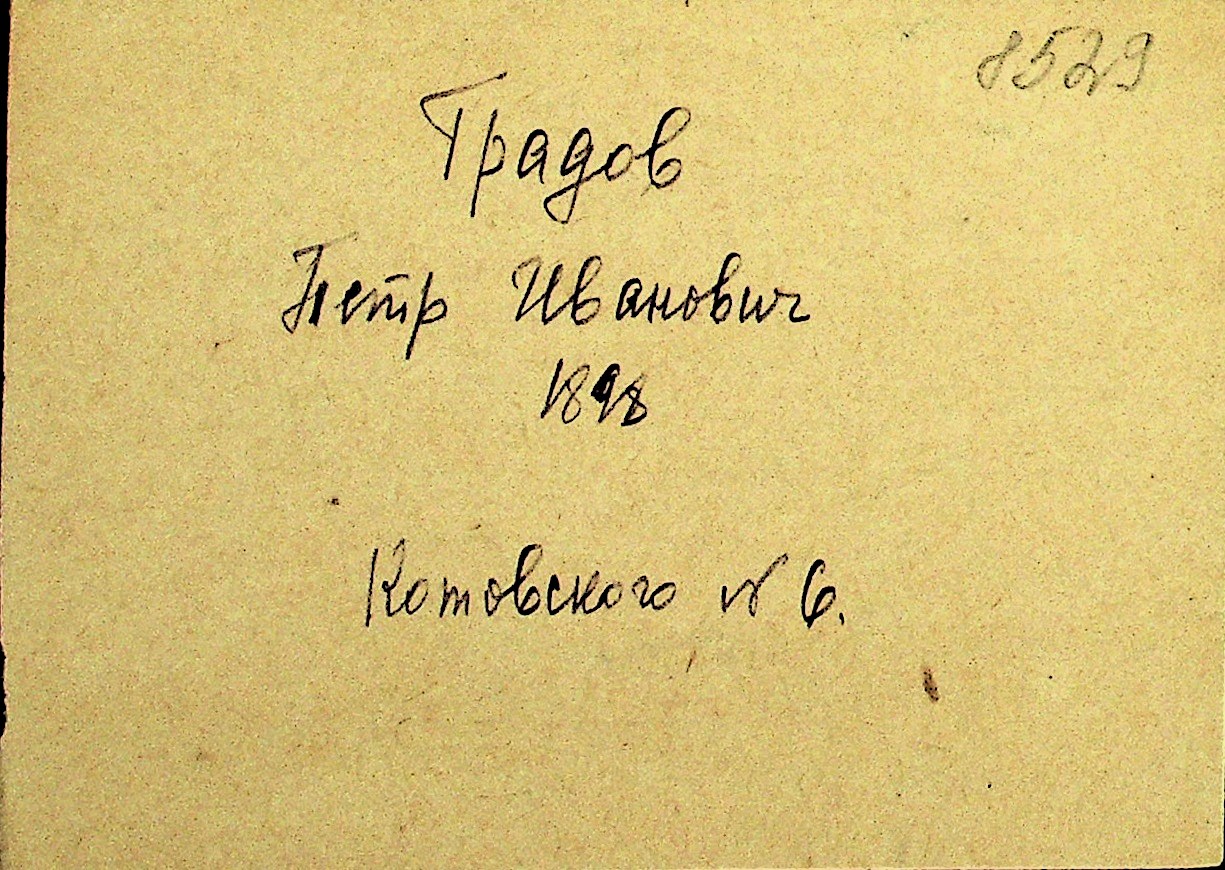 8529
Градов
Петр Иванович
1898
Котовского № 6.